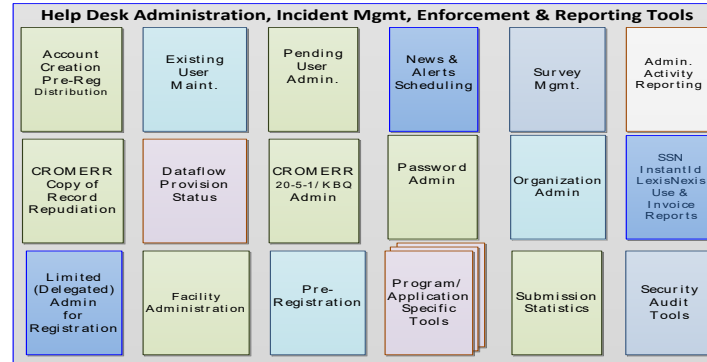 Help Desk Administration, Incident Mgmt, Enforcement & Reporting Tools
Account
Creation
Pre-Reg
Distribution
Existing
User
Maint.
Pending
User
Admin.
News &
Alerts
Scheduling
Survey
Mgmt.
Admin.
Activity
Reporting
CROMERR
Copy of
Record
Repudiation
Dataflow
Provision
Status
CROMERR
20-5-1/ KBQ
Admin
Password
Admin
Organization
Admin
SSN
InstantId
LexisNexis
Use &
Invoice
Reports
Limited
(Delegated)
Admin
for
Registration
Facility
Administration
Pre-
Registration
Program/
Application
Specific
Tools
Submission
Statistics
Security
Audit
Tools